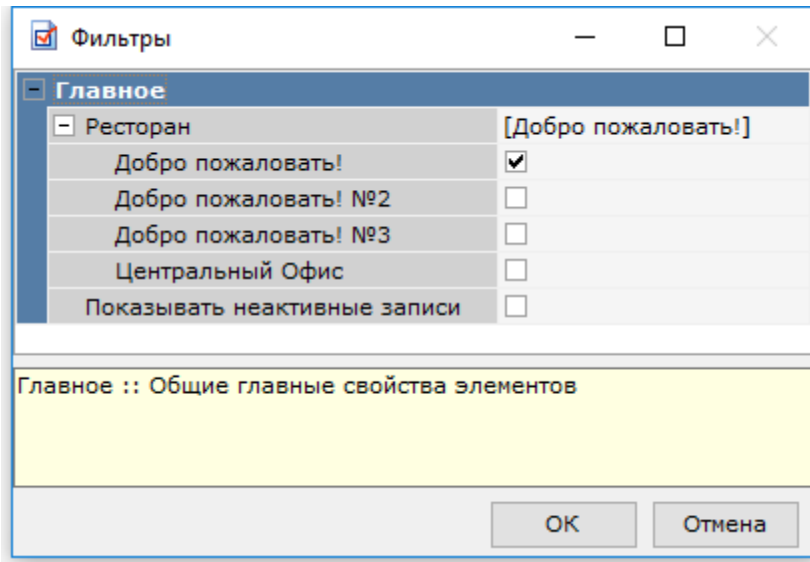 Фильтры
Главное
Ресторан [Добро пожаловать!]
Добро пожаловать!
Добро пожаловать! №2
Добро пожаловать! №3
Центральный Офис
Показывать неактивные записи
Главное :: Общие главные свойства элементов
OK Отмена